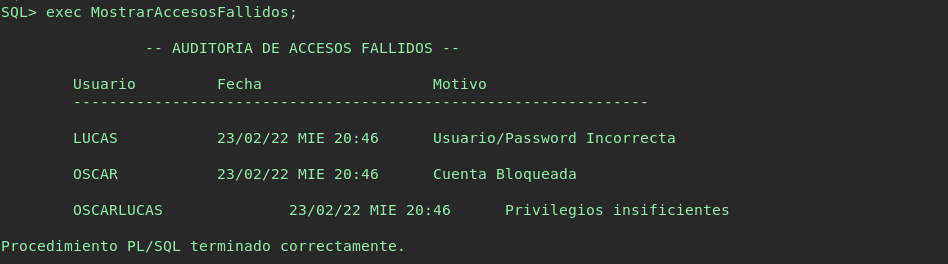 SQL> exec MostrarAccesosFallidos;
-- AUDITORIA DE ACCESOS FALLIDOS --
Usuario Fecha Motivo
----------------------------------------------------------------
LUCAS 23/02/22 MIE 20:46 Usuario/Password Incorrecta
OSCAR 23/02/22 MIE 20:46 Cuenta Bloqueada
OSCARLUCAS 23/02/22 MIE 20:46 Privilegios insificientes
Procedimiento PL/SQL terminado correctamente.